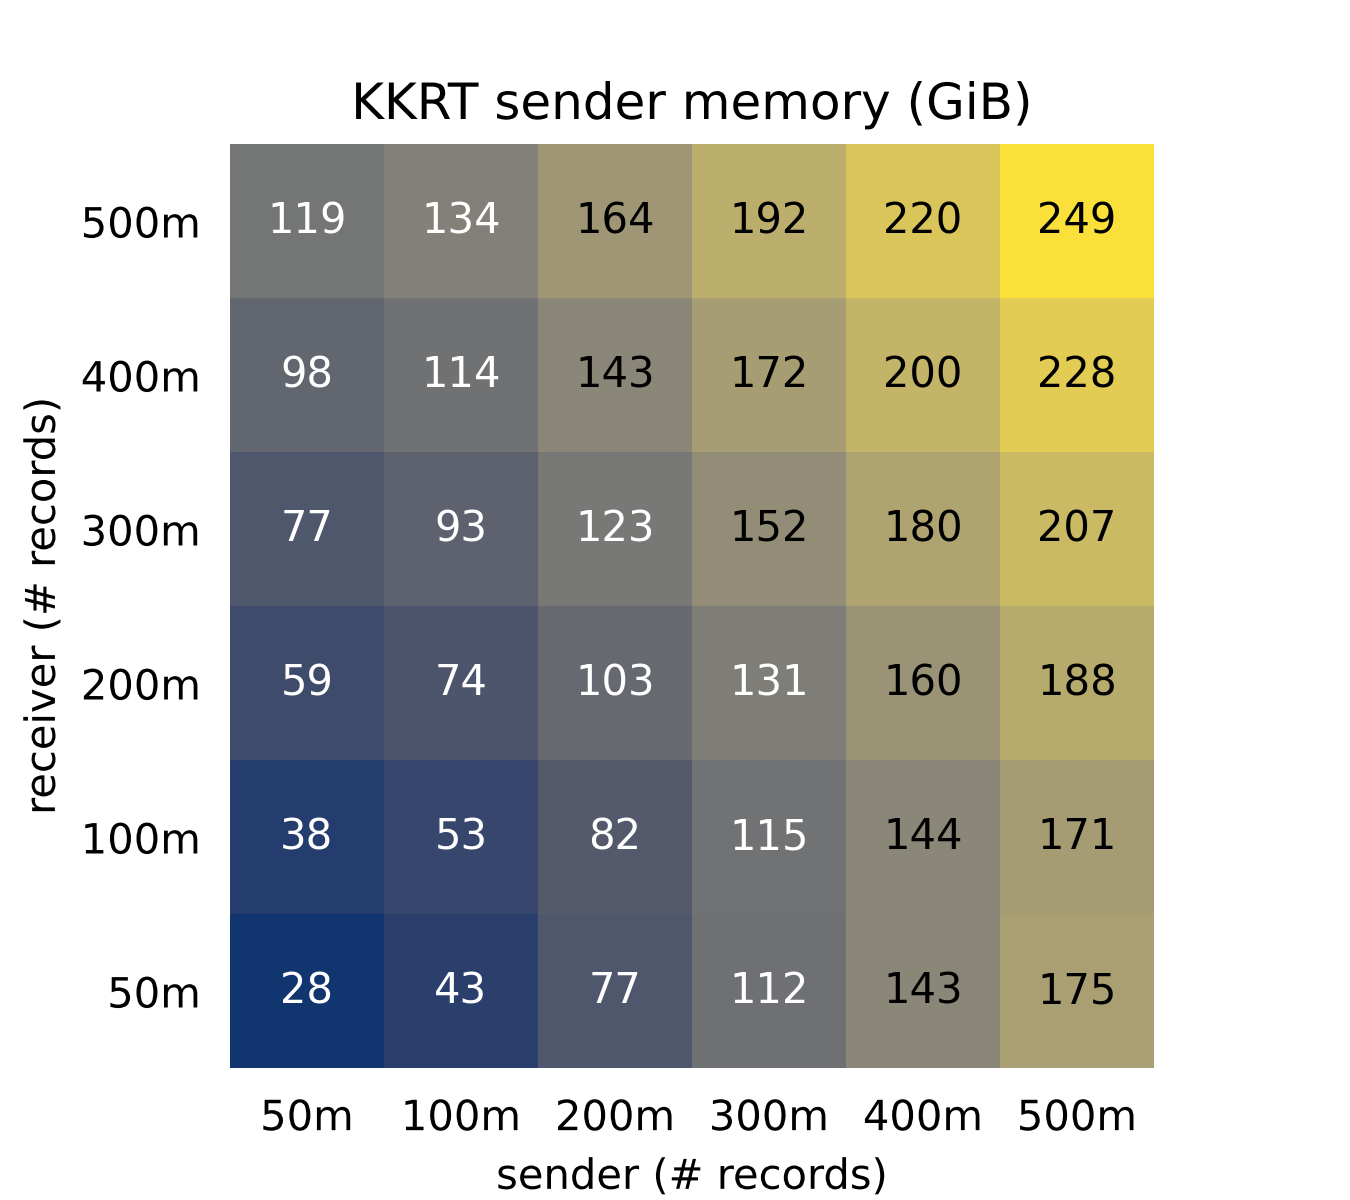 KKRT sender memory (GiB)
receiver (# records)
500m 119 134 164 192 220 249
400m 98 114 143 172 200 228
300m 77 93 123 152 180 207
200m 59 74 103 131 160 188
100m 38 53 82 115 144 171
50m 28 43 77 112 143 175
50m 100m 200m 300m 400m 500m
sender (# records)